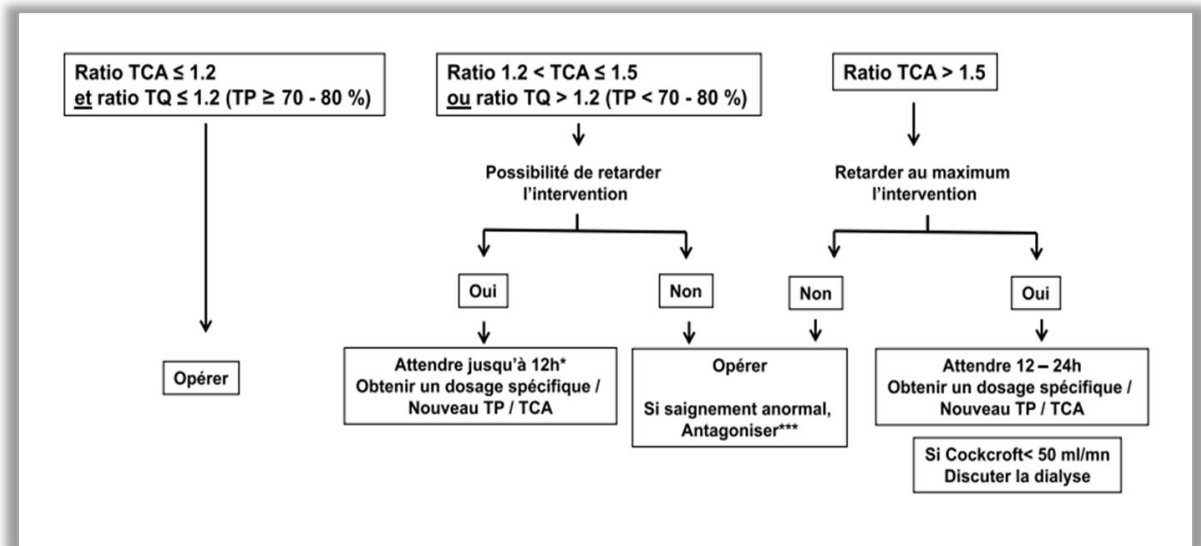 Ratio TCA ≤ 1.2
et ratio TQ ≤ 1.2 (TP ≥ 70 - 80 %)
Opérer
Ratio 1.2 < TCA ≤ 1.5
ou ratio TQ > 1.2 (TP < 70 - 80 %)
Possibilité de retarder
l'intervention
Oui
Non
Attendre jusqu'à 12h*
Obtenir un dosage spécifique /
Nouveau TP / TCA
Ratio TCA > 1.5
Retarder au maximum
l'intervention
Non
Oui
Opérer
Si saignement anormal,
Antagoniser***
Attendre 12 – 24h
Obtenir un dosage spécifique /
Nouveau TP / TCA
Si Cockcroft< 50 ml/mn
Discuter la dialyse